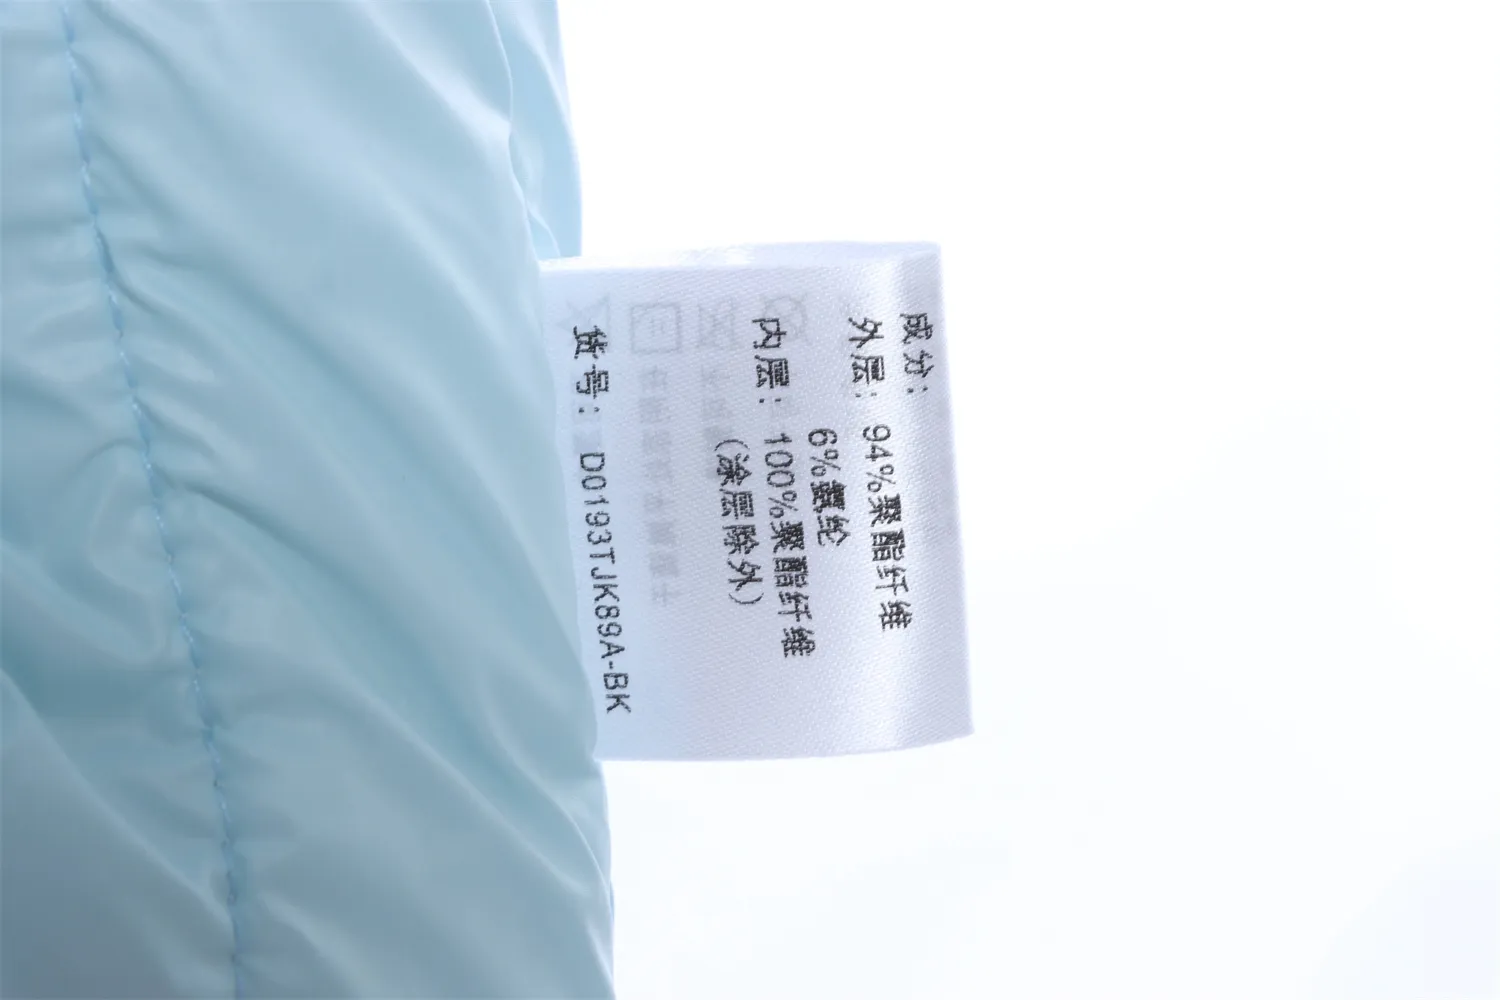 成分：
外层：94%聚酯纤维
6%氨纶
内层：100%聚酯纤维
（涂层除外）
货号：D0193TJK89A-BK